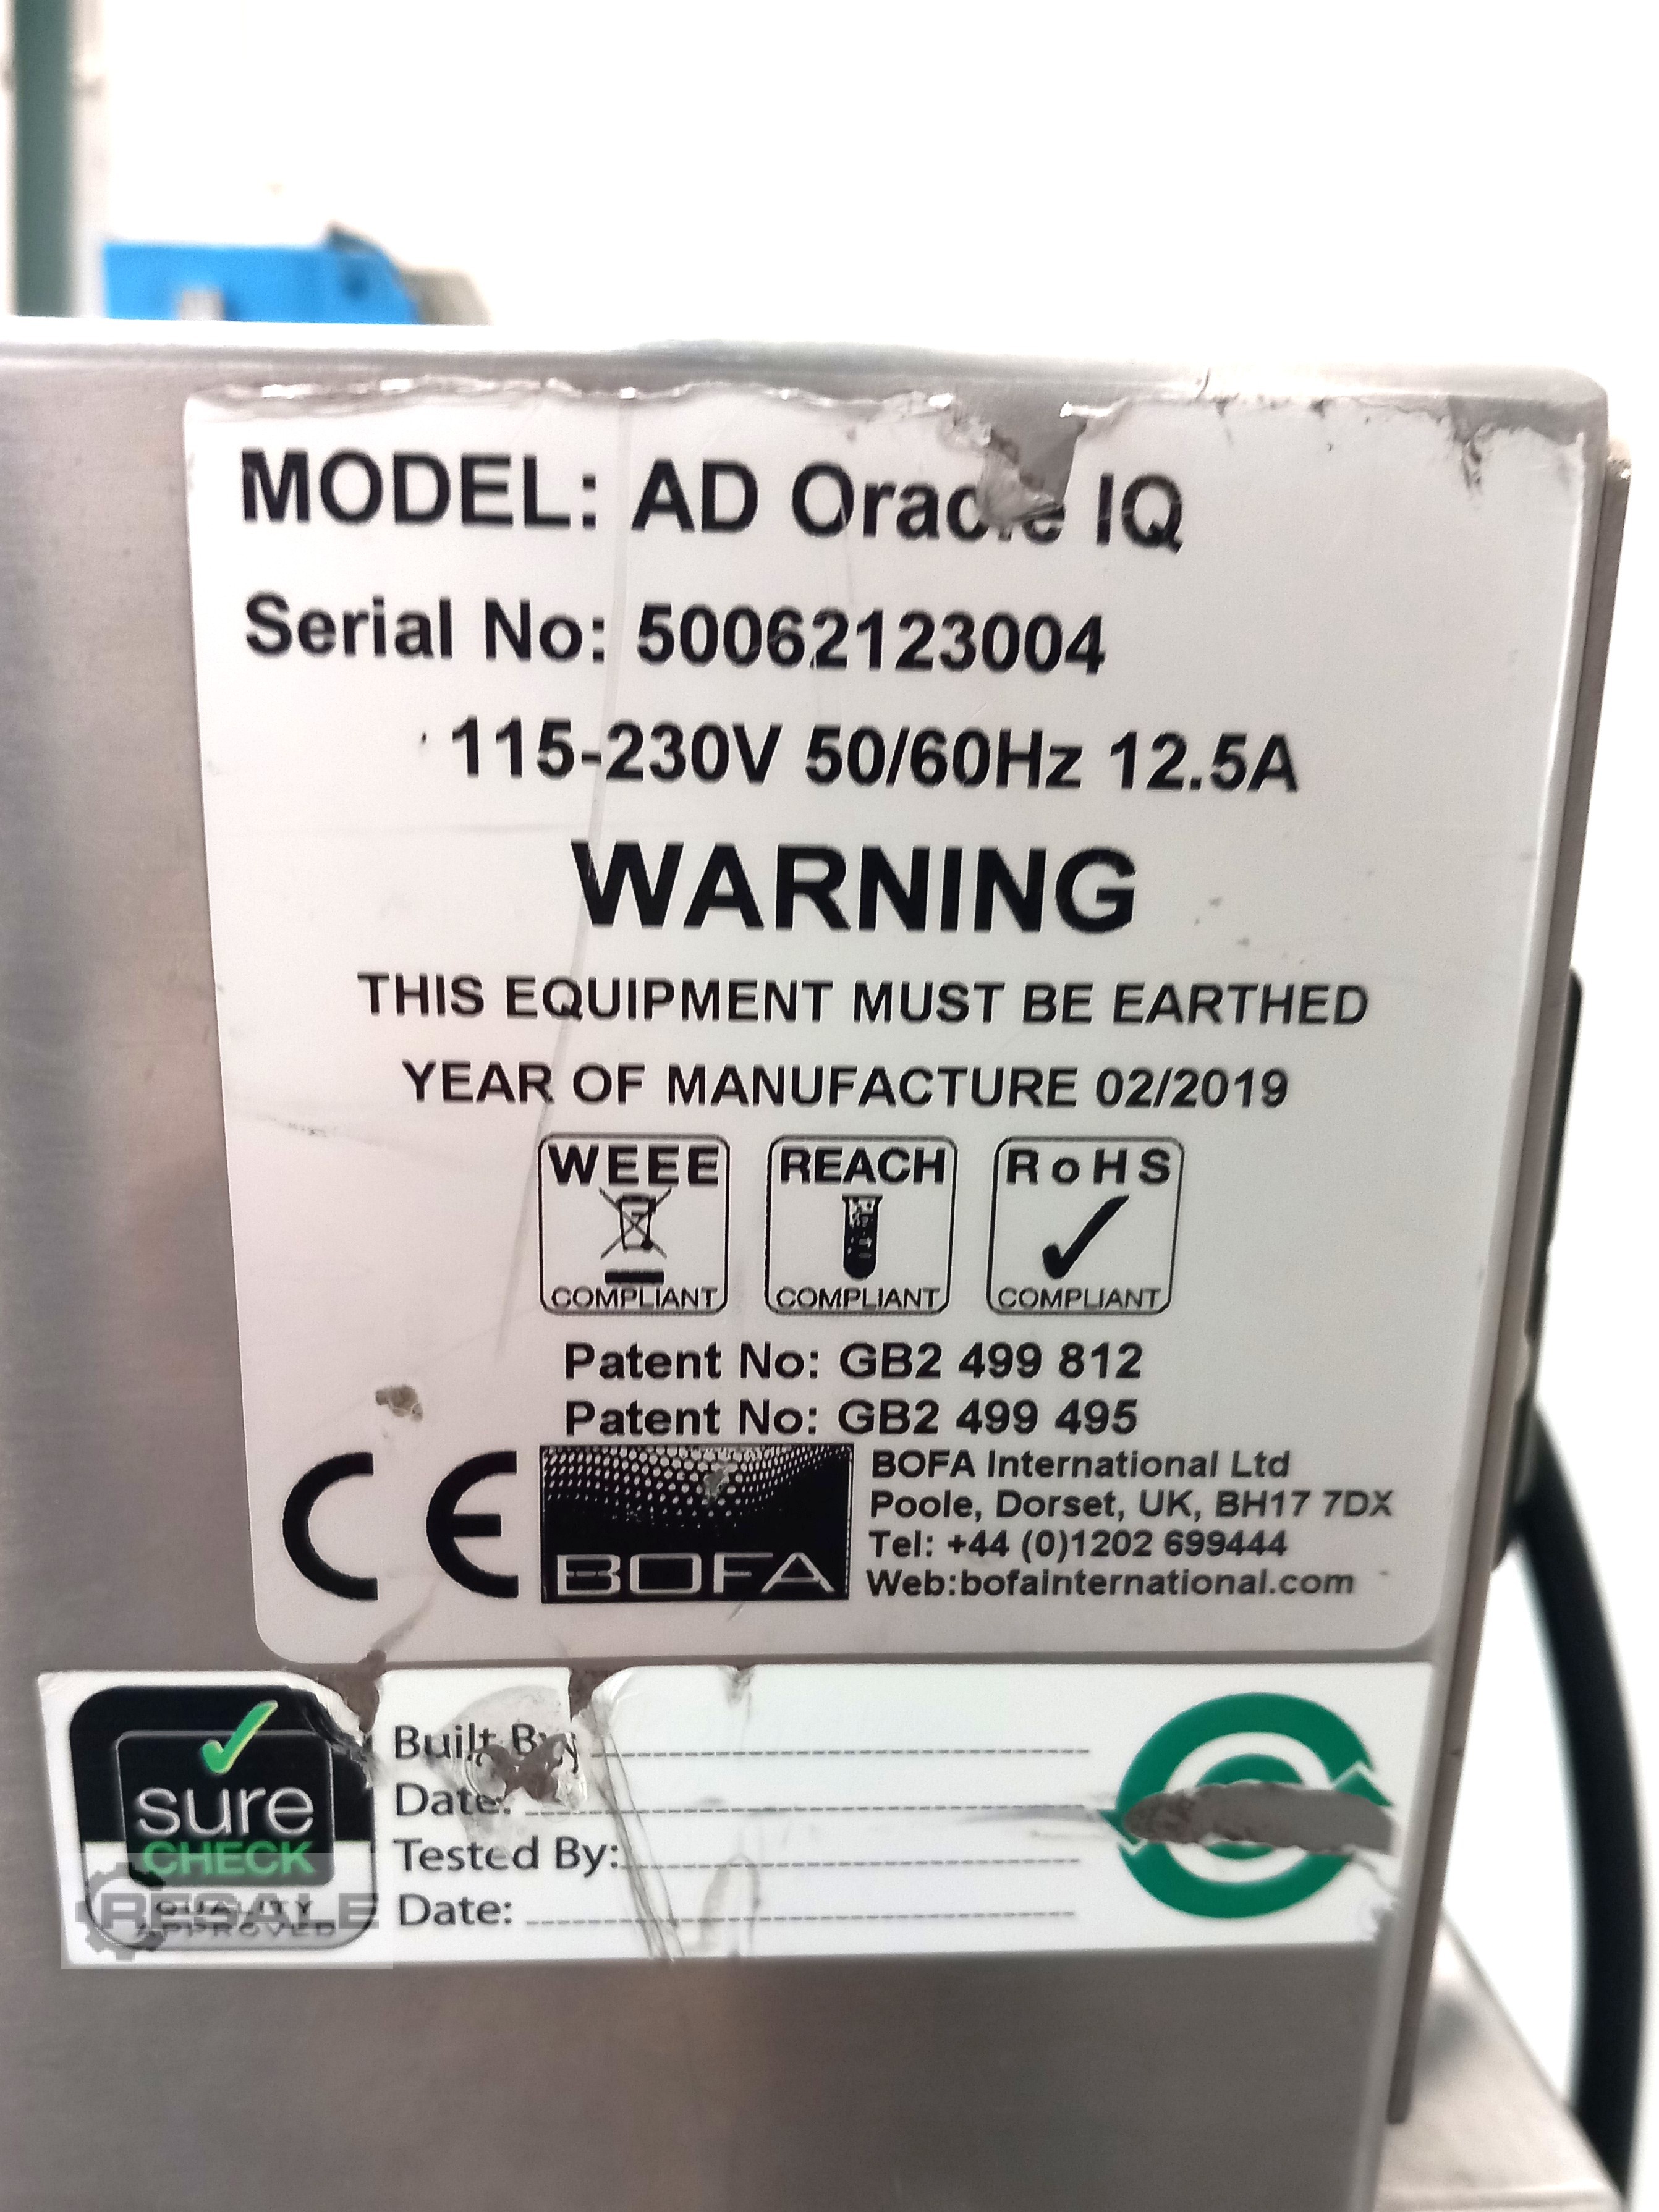 MODEL: AD Oracle IQ
Serial No: 50062123004
115-230V 50/60Hz 12.5A
WARNING
THIS EQUIPMENT MUST BE EARTHED
YEAR OF MANUFACTURE 02/2019
WEEE REACH RoHS
COMPLIANT COMPLIANT COMPLIANT
Patent No: GB2 499 812
Patent No: GB2 499 495
CE BOFA
BOFA International Ltd
Poole, Dorset, UK, BH17 7DX
Tel: +44 (0)1202 699444
Web:bofainternational.com
sure
CHECK
QUALITY
APPROVED
RESALE
Built By
Date:
Tested By:
Date: